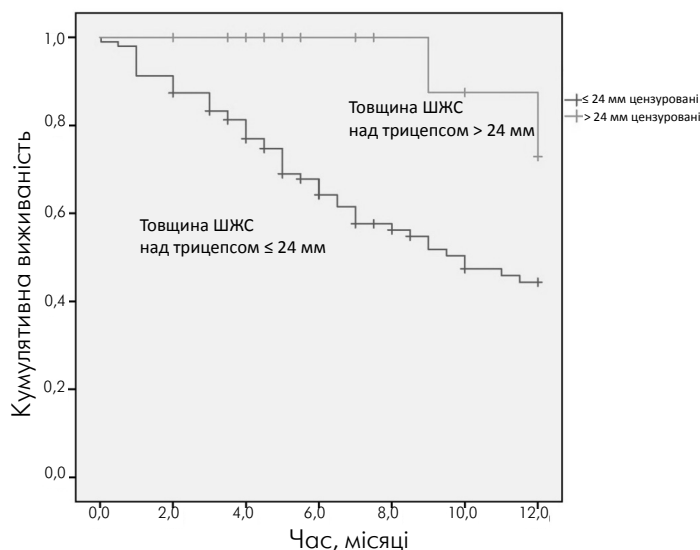 1,0
0,8
0,6
0,4
0,2
0,0
Кумулятивна виживаність
Товщина ШЖС
над трицепсом > 24 мм
Товщина ШЖС
над трицепсом ≤ 24 мм
≤ 24 мм цензуровані
> 24 мм цензуровані
0,0 2,0 4,0 6,0 8,0 10,0 12,0
Час, місяці